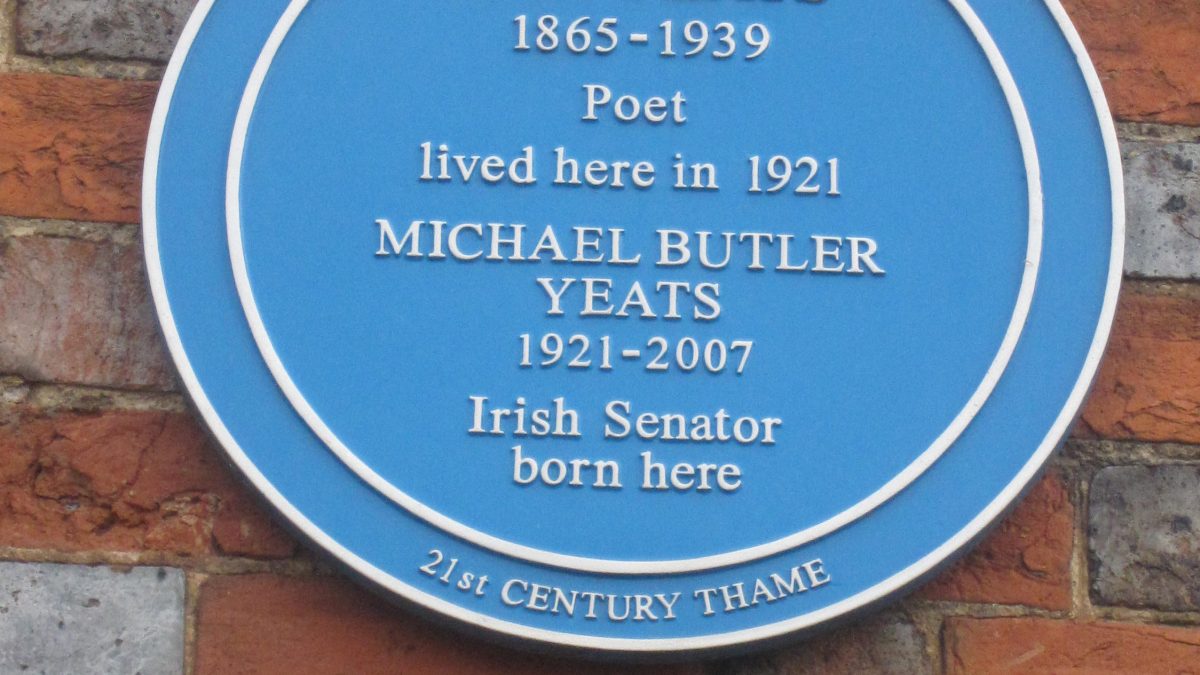 1865-1939
Poet
lived here in 1921
MICHAEL BUTLER
YEATS
1921-2007
Irish Senator
born here
21st CENTURY THAME